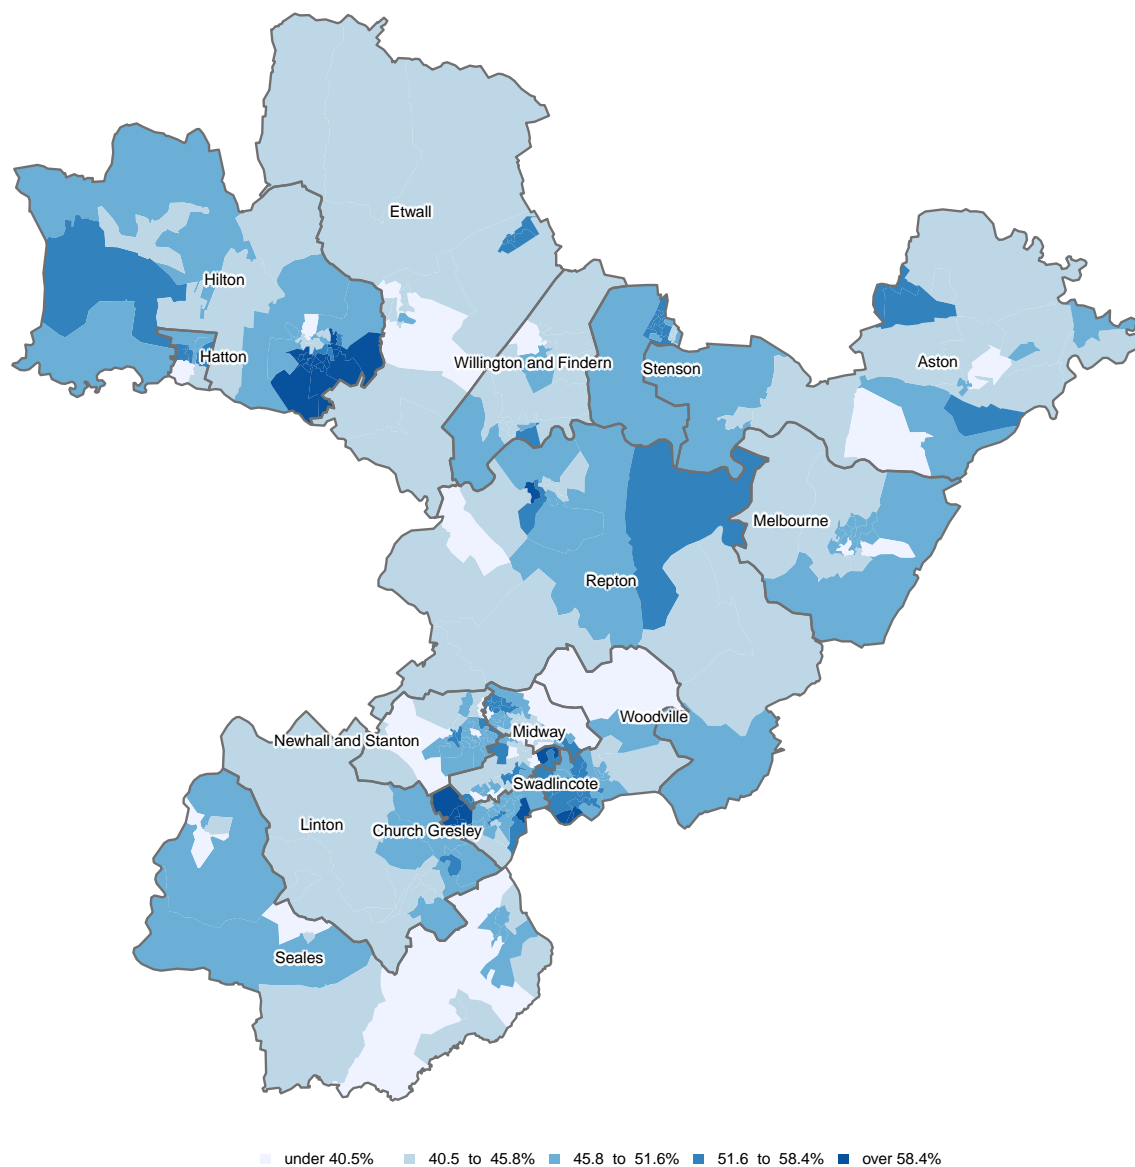 Etwall
Hilton
Hatton
Willington and Findern
Stenson
Aston
Melbourne
Repton
Woodville
Newhall and Stanton
Midway
Swadlincote
Linton
Church Gresley
Seales
under 40.5% 40.5 to 45.8% 45.8 to 51.6% 51.6 to 58.4% over 58.4%